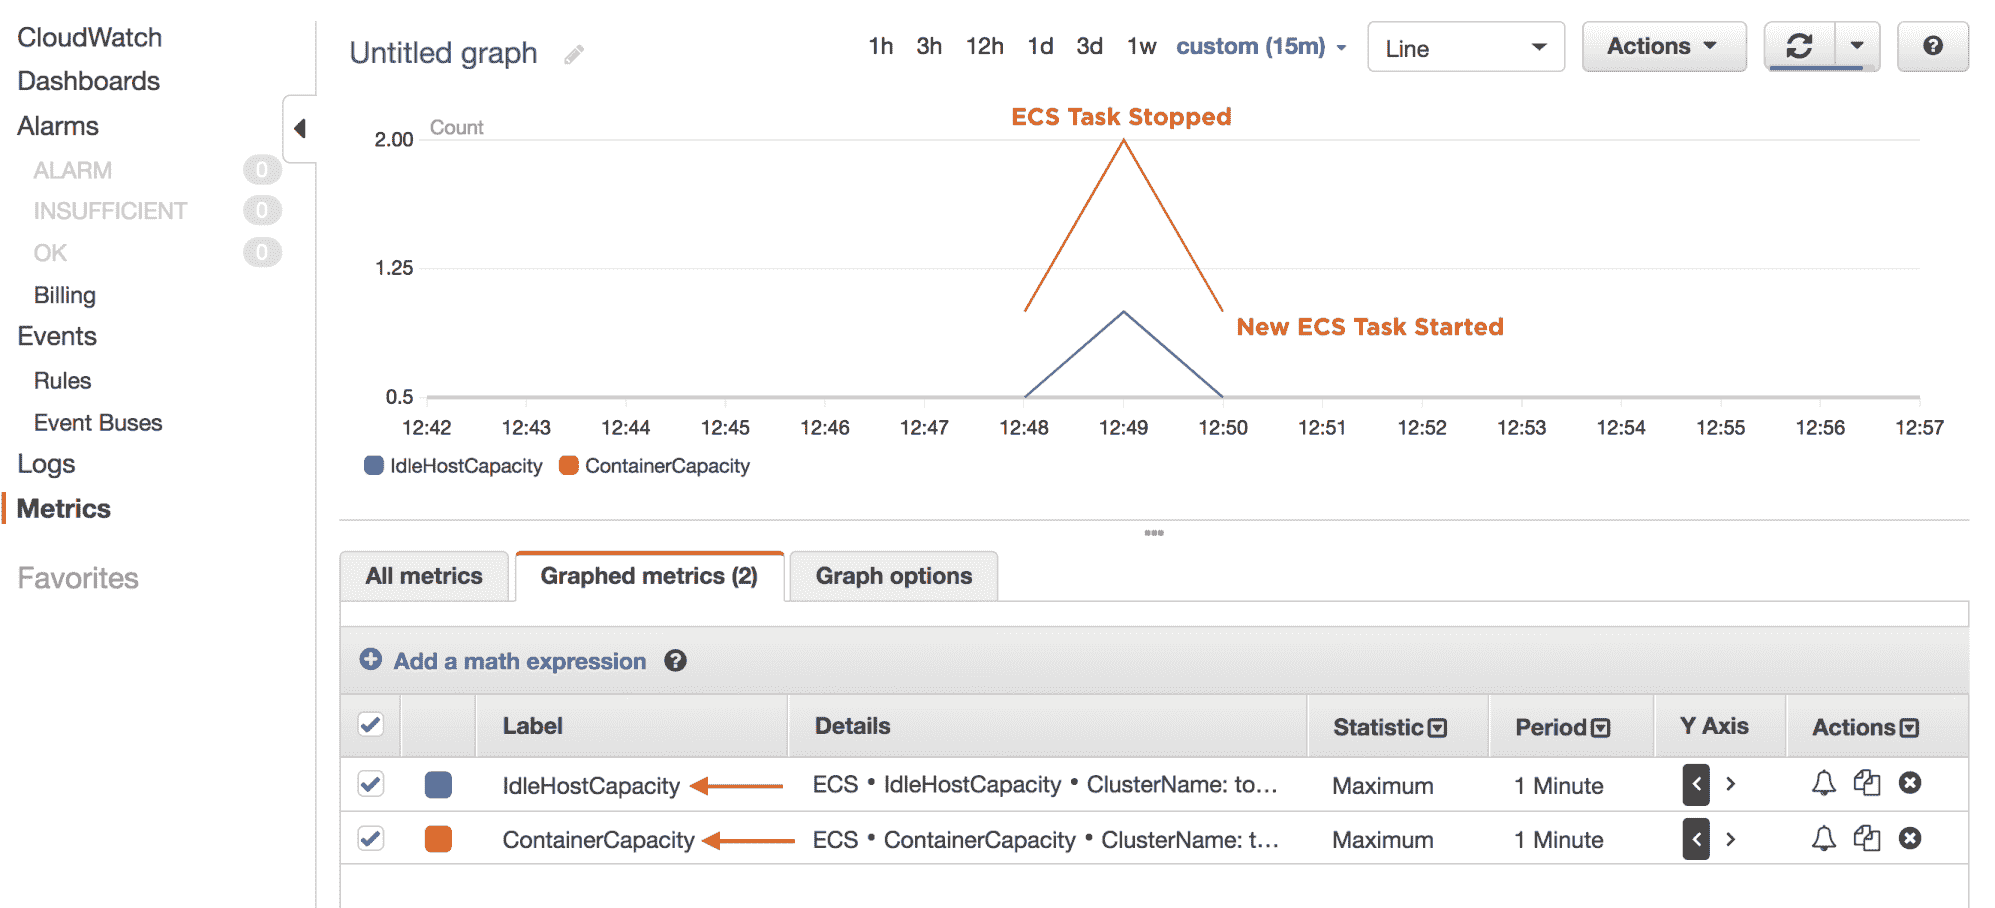 CloudWatch
Dashboards
Alarms
ALARM 0
INSUFFICIENT 0
OK 0
Billing
Events
Rules
Event Buses
Logs
Metrics
Favorites
Untitled graph
1h 3h 12h 1d 3d 1w custom (15m) Line Actions ?
ECS Task Stopped
Count
2.00
1.25
New ECS Task Started
0.5
12:42 12:43 12:44 12:45 12:46 12:47 12:48 12:49 12:50 12:51 12:52 12:53 12:54 12:55 12:56 12:57
IdleHostCapacity ContainerCapacity
All metrics Graphed metrics (2) Graph options
Add a math expression ?
Label Details Statistic Period Y Axis Actions
IdleHostCapacity ECS • IdleHostCapacity • ClusterName: to... Maximum 1 Minute < >
ContainerCapacity ECS • ContainerCapacity • ClusterName: t... Maximum 1 Minute < >